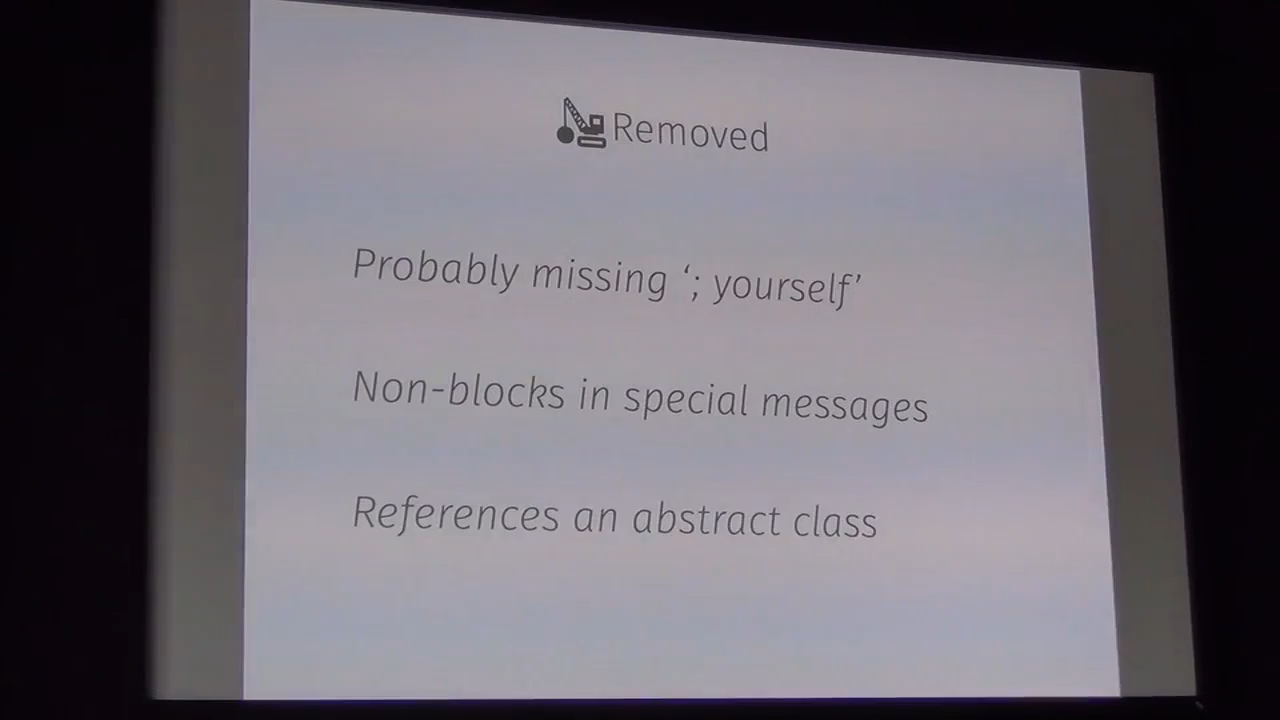 Removed
Probably missing ‘; yourself’
Non-blocks in special messages
References an abstract class